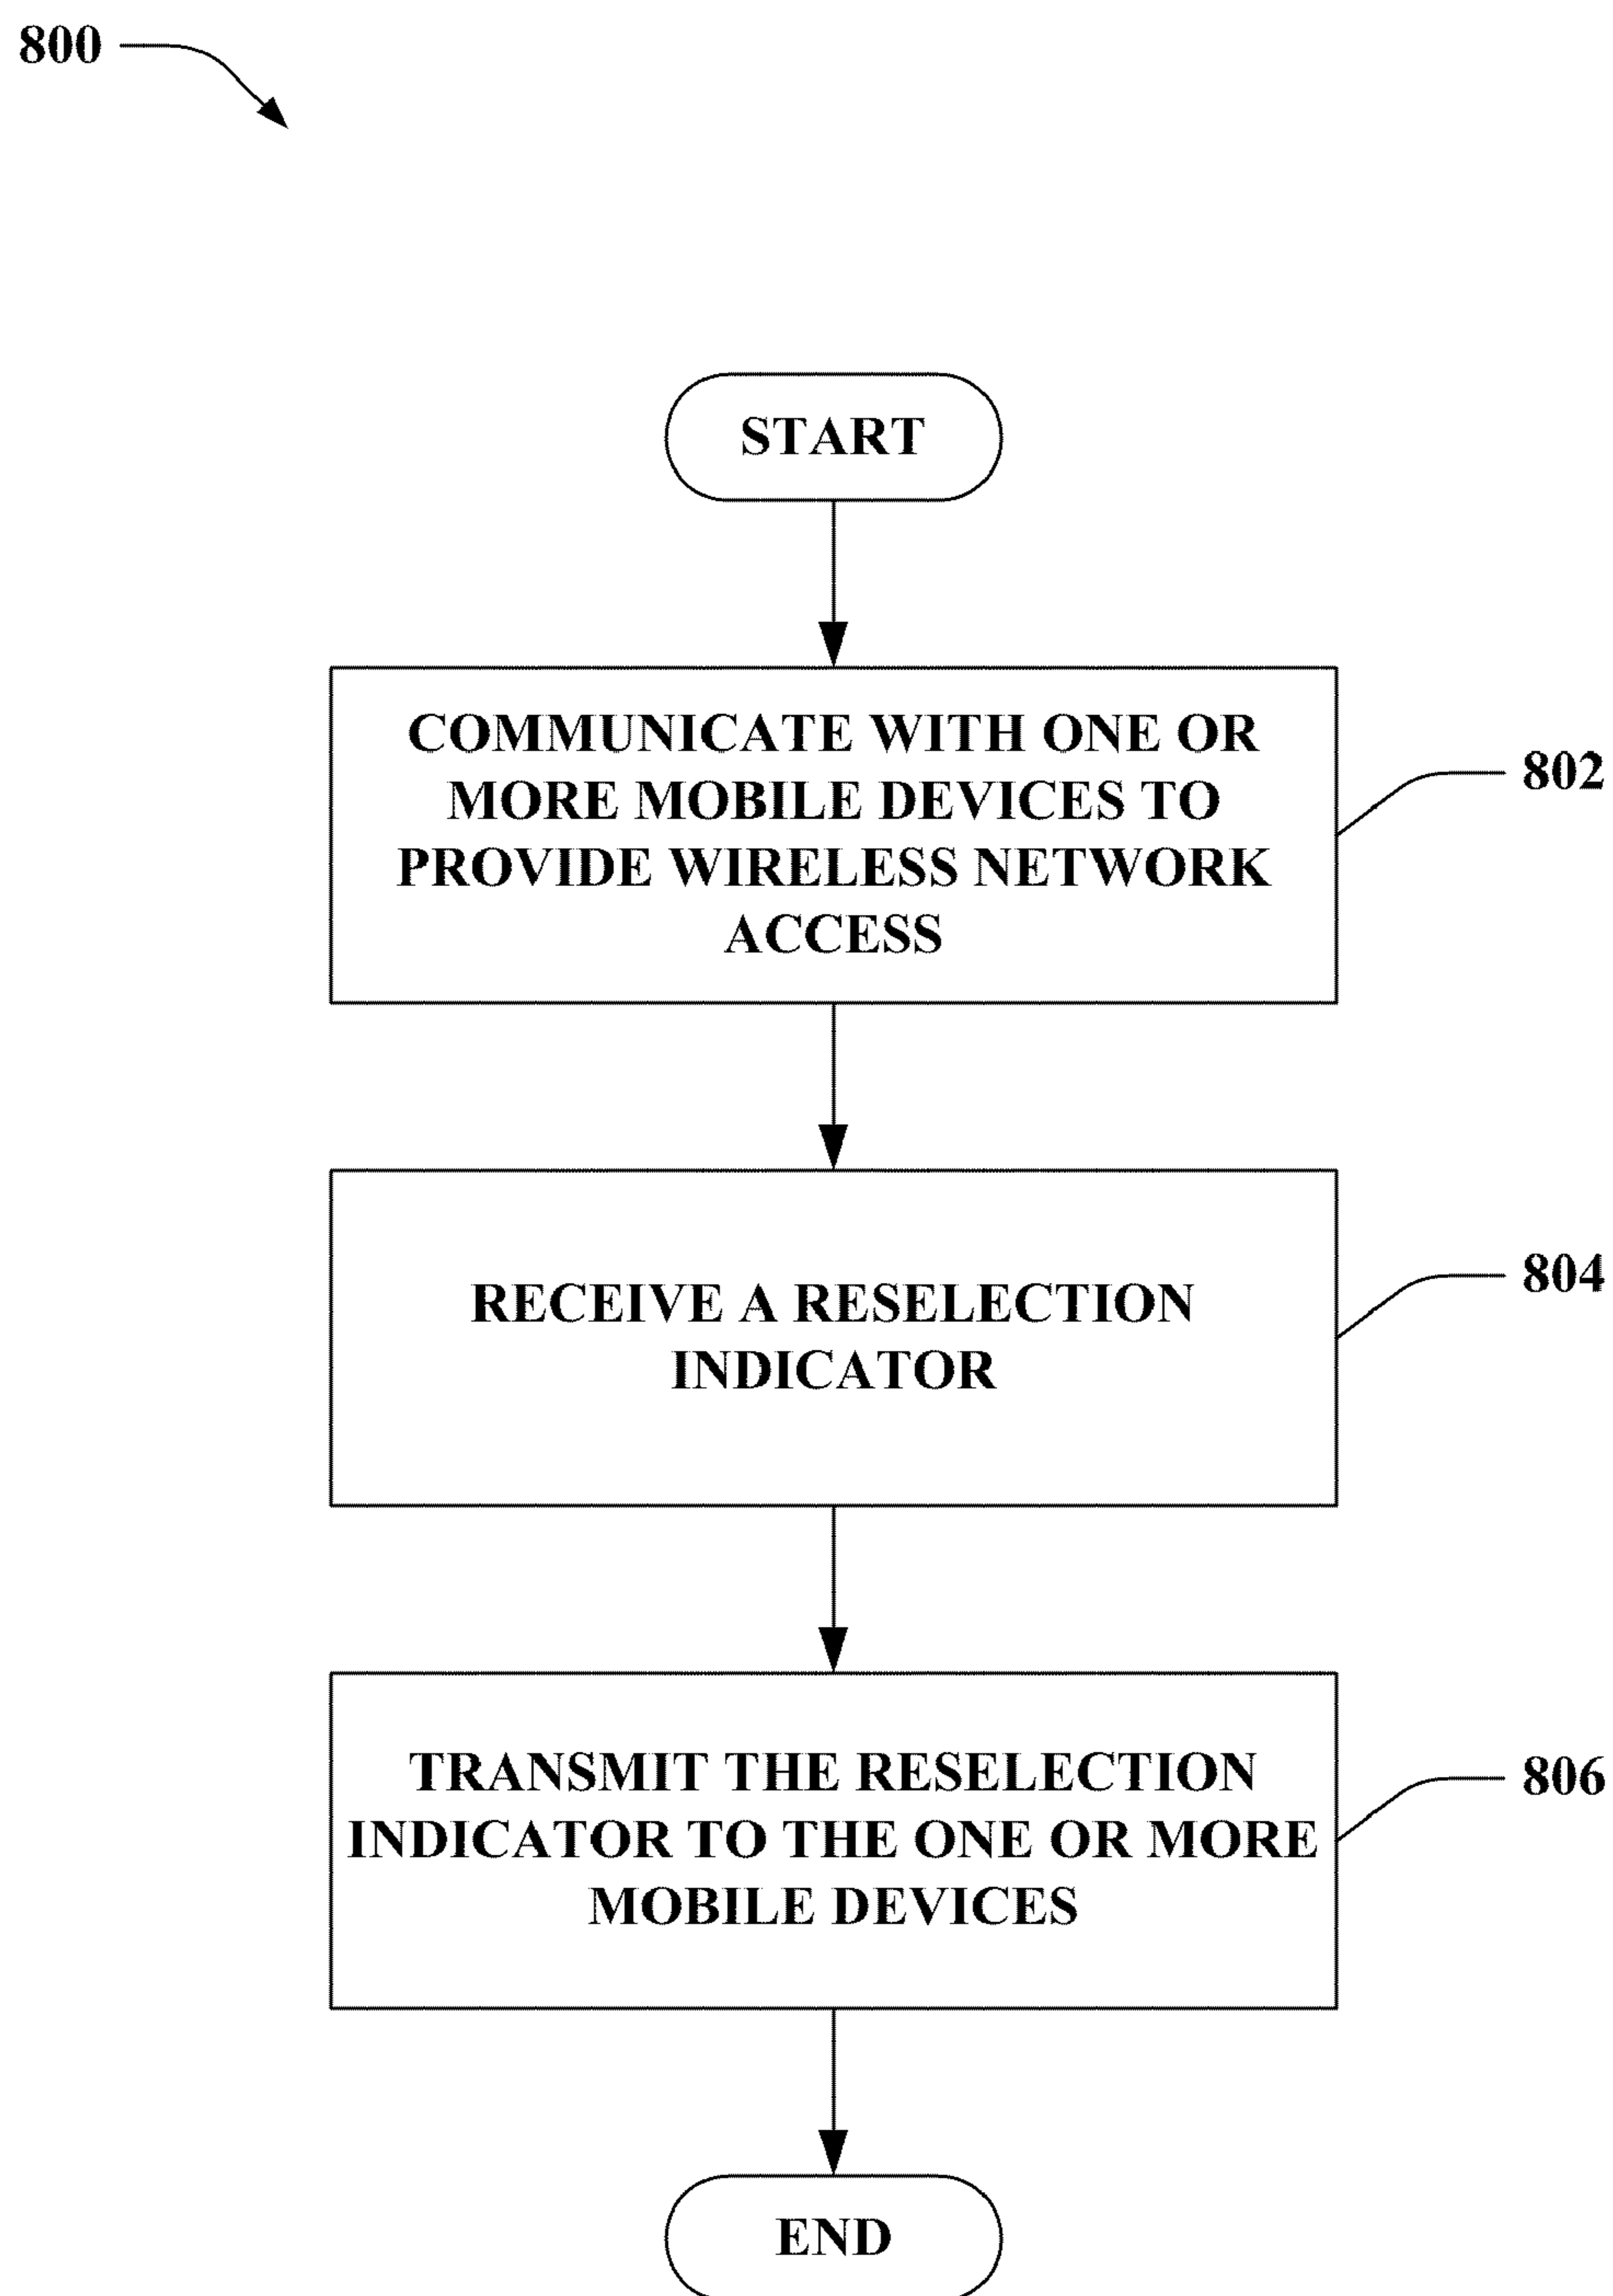 800
START
COMMUNICATE WITH ONE OR
MORE MOBILE DEVICES TO
PROVIDE WIRELESS NETWORK
ACCESS
802
RECEIVE A RESELECTION
INDICATOR
804
TRANSMIT THE RESELECTION
INDICATOR TO THE ONE OR MORE
MOBILE DEVICES
806
END